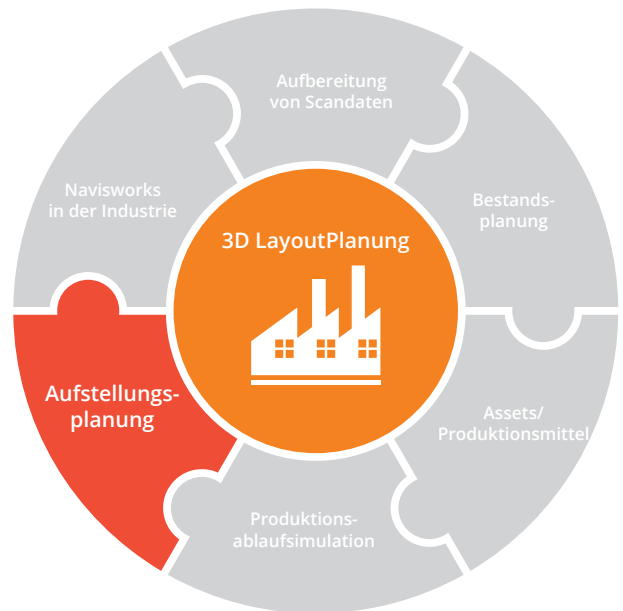 Aufbereitung
von Scandaten
Navisworks
in der Industrie
Bestands-
planung
3D LayoutPlanung
Aufstellungs-
planung
Assets/
Produktionsmittel
Produktions-
ablaufsimulation